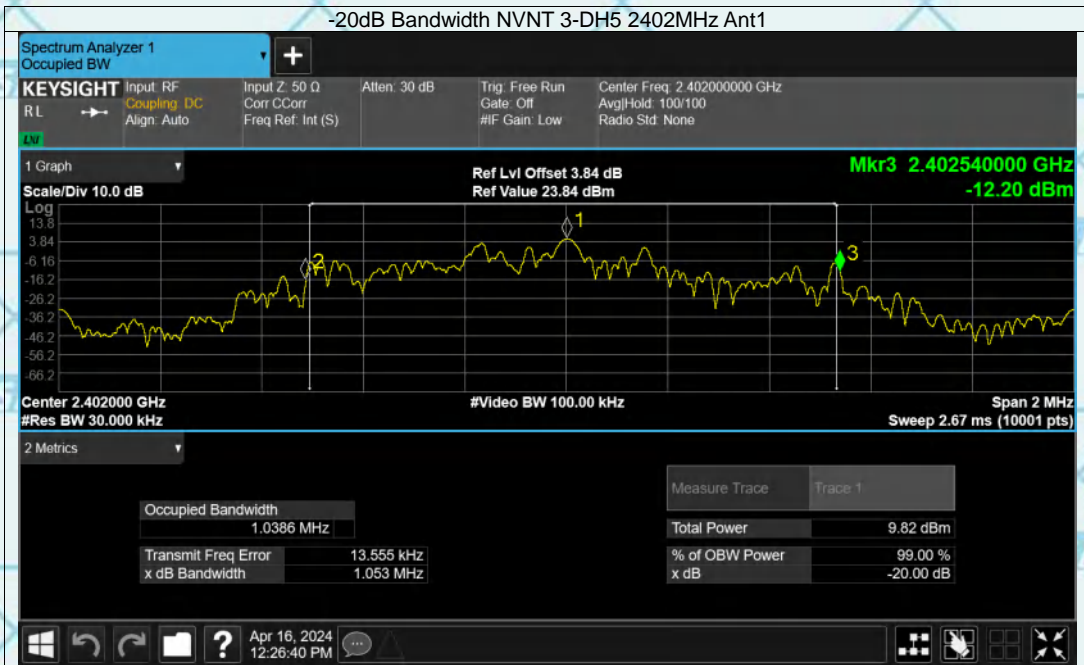 -20dB Bandwidth NVNT 3-DH5 2402MHz Ant1
Spectrum Analyzer 1
Occupied BW
+
KEYSIGHT Input: RF Input Z: 50 Ω Atten: 30 dB Trig: Free Run Center Freq: 2.402000000 GHz
RL Coupling: DC Corr CCorr Gate: Off Avg|Hold: 100/100
Align: Auto Freq Ref: Int (S) #IF Gain: Low Radio Std: None
LNI
1 Graph Ref Lvl Offset 3.84 dB Mkr3 2.402540000 GHz
Scale/Div 10.0 dB Ref Value 23.84 dBm -12.20 dBm
Log
13.8
3.84
-6.16
-16.2
-26.2
-36.2
-46.2
-56.2
-66.2
1
2
3
Center 2.402000 GHz #Video BW 100.00 kHz Span 2 MHz
#Res BW 30.000 kHz Sweep 2.67 ms (10001 pts)
2 Metrics
Measure Trace Trace 1
Occupied Bandwidth
1.0386 MHz Total Power 9.82 dBm
Transmit Freq Error 13.555 kHz % of OBW Power 99.00 %
x dB Bandwidth 1.053 MHz x dB -20.00 dB
? Apr 16, 2024
12:26:40 PM